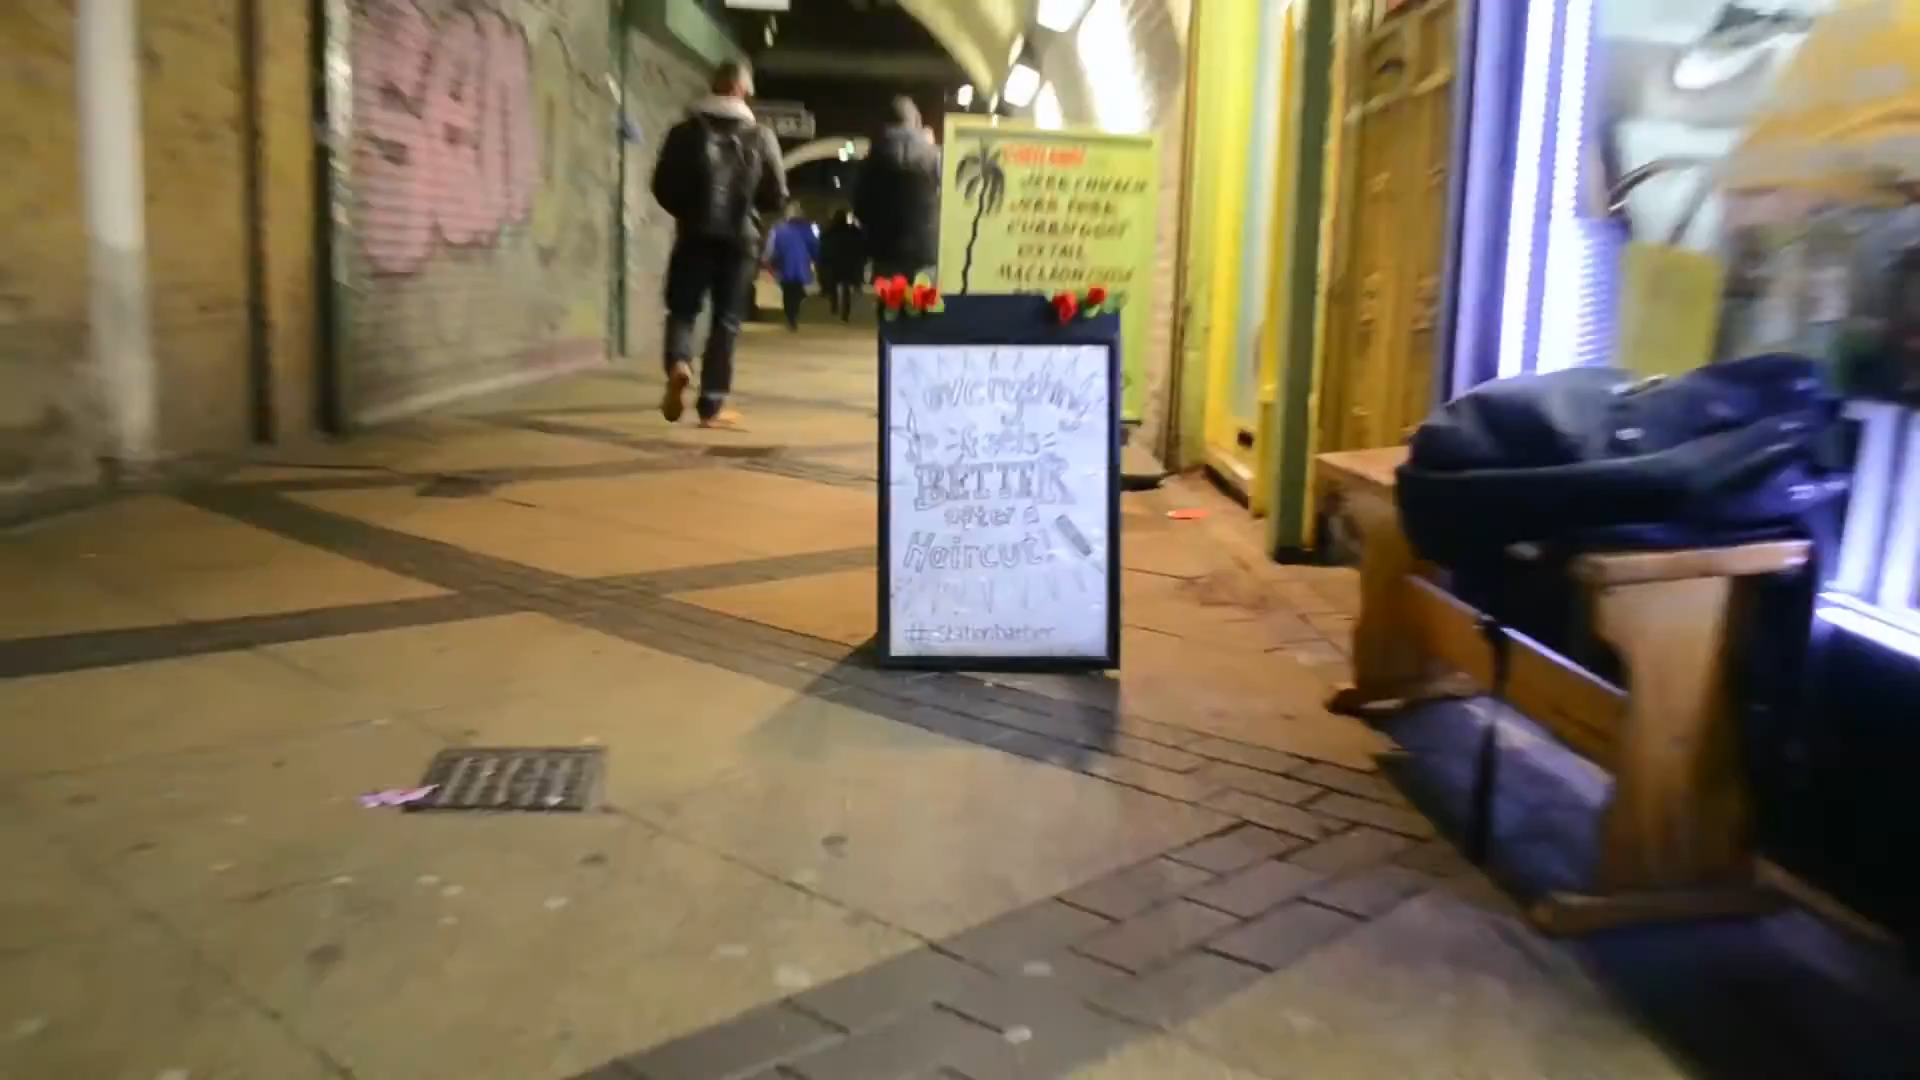 everything
feels
BETTER
after a
Haircut!
#Stationbarber
JERK CHICKEN
JERK PORK
CURRY GOAT
OXTAIL